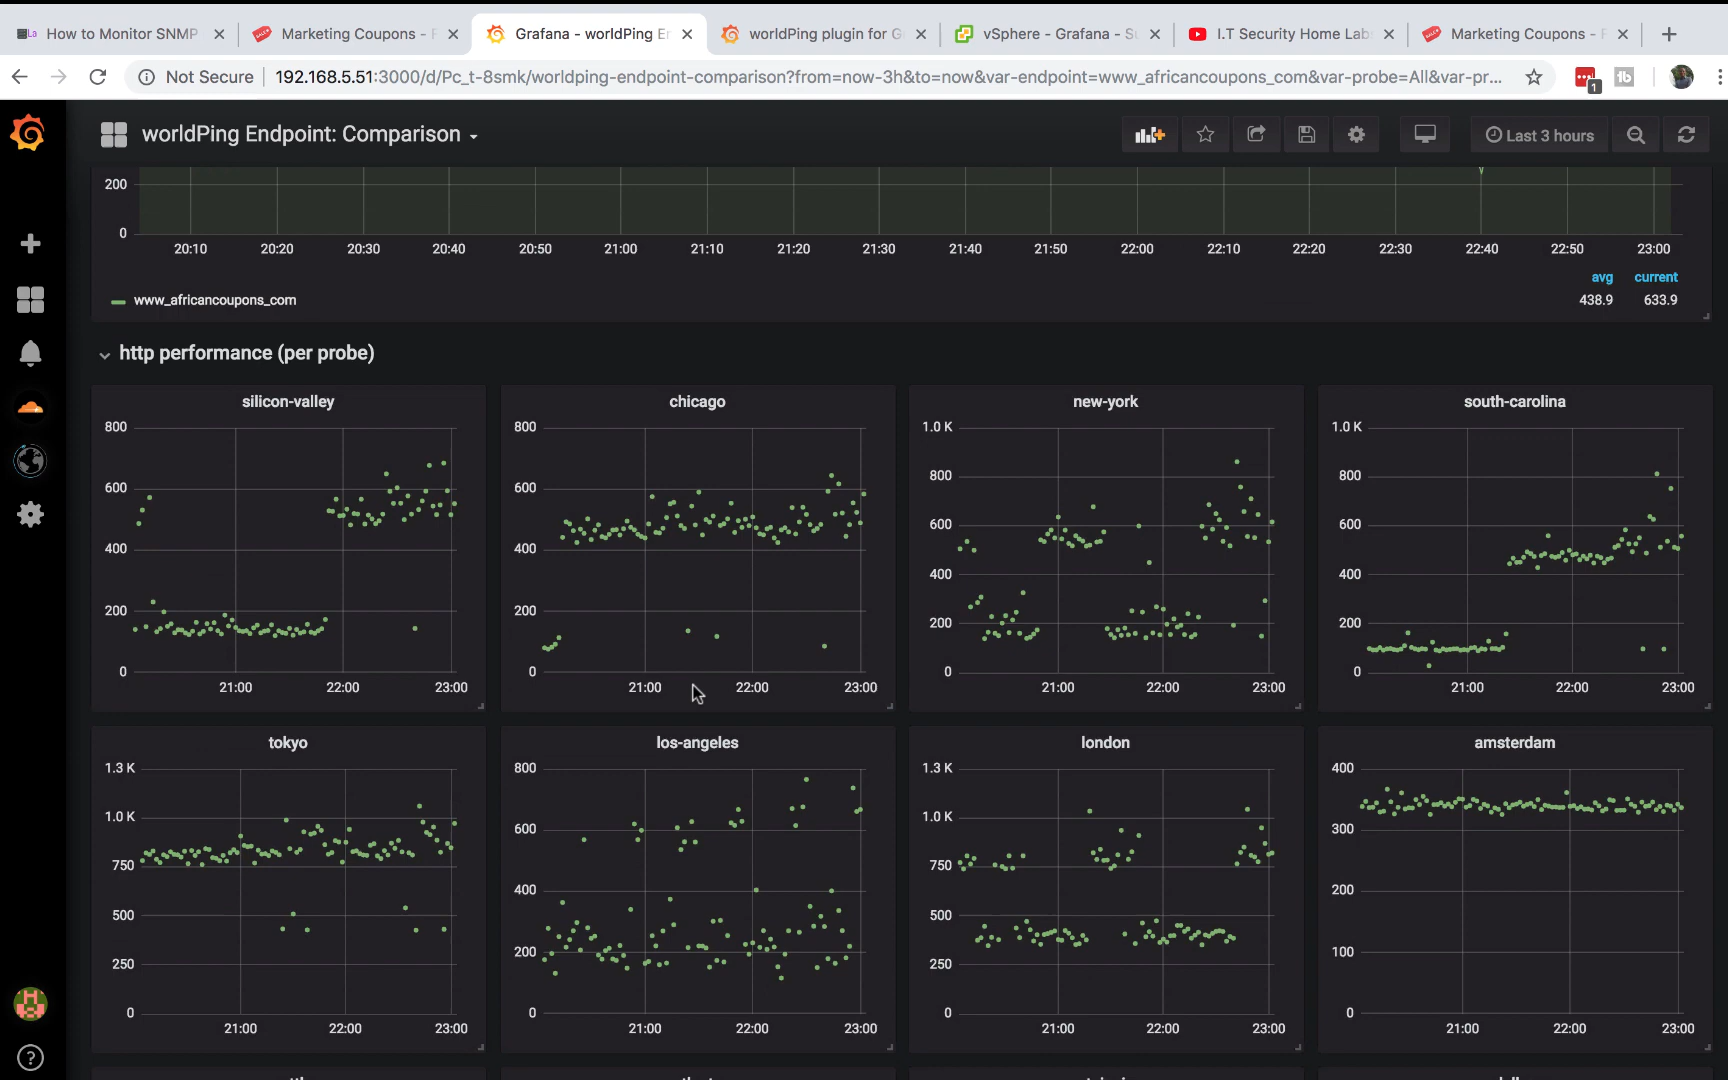 How to Monitor SNMP
Marketing Coupons -
Grafana - worldPing
worldPing plugin for
vSphere - Grafana -
I.T Security Home Lab
Marketing Coupons -
Not Secure
192.168.5.51:3000/d/Pc_t-8smk/worldping-endpoint-comparison?from=now-3h&to=now&var-endpoint=www_africancoupons_com&var-probe=All&var-pr...
1
worldPing Endpoint: Comparison
Last 3 hours
200
0
20:10 20:20 20:30 20:40 20:50 21:00 21:10 21:20 21:30 21:40 21:50 22:00 22:10 22:20 22:30 22:40 22:50 23:00
avg current
www_africancoupons_com 438.9 633.9
http performance (per probe)
silicon-valley
800
600
400
200
0
21:00 22:00 23:00
chicago
800
600
400
200
0
21:00 22:00 23:00
new-york
1.0 K
800
600
400
200
0
21:00 22:00 23:00
south-carolina
1.0 K
800
600
400
200
0
21:00 22:00 23:00
tokyo
1.3 K
1.0 K
750
500
250
0
21:00 22:00 23:00
los-angeles
800
600
400
200
0
21:00 22:00 23:00
london
1.3 K
1.0 K
750
500
250
0
21:00 22:00 23:00
amsterdam
400
300
200
100
0
21:00 22:00 23:00